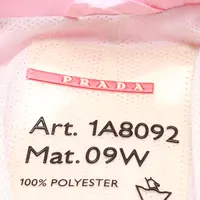 PRADA
Art. 1A8092
Mat. 09W
100% POLYESTER